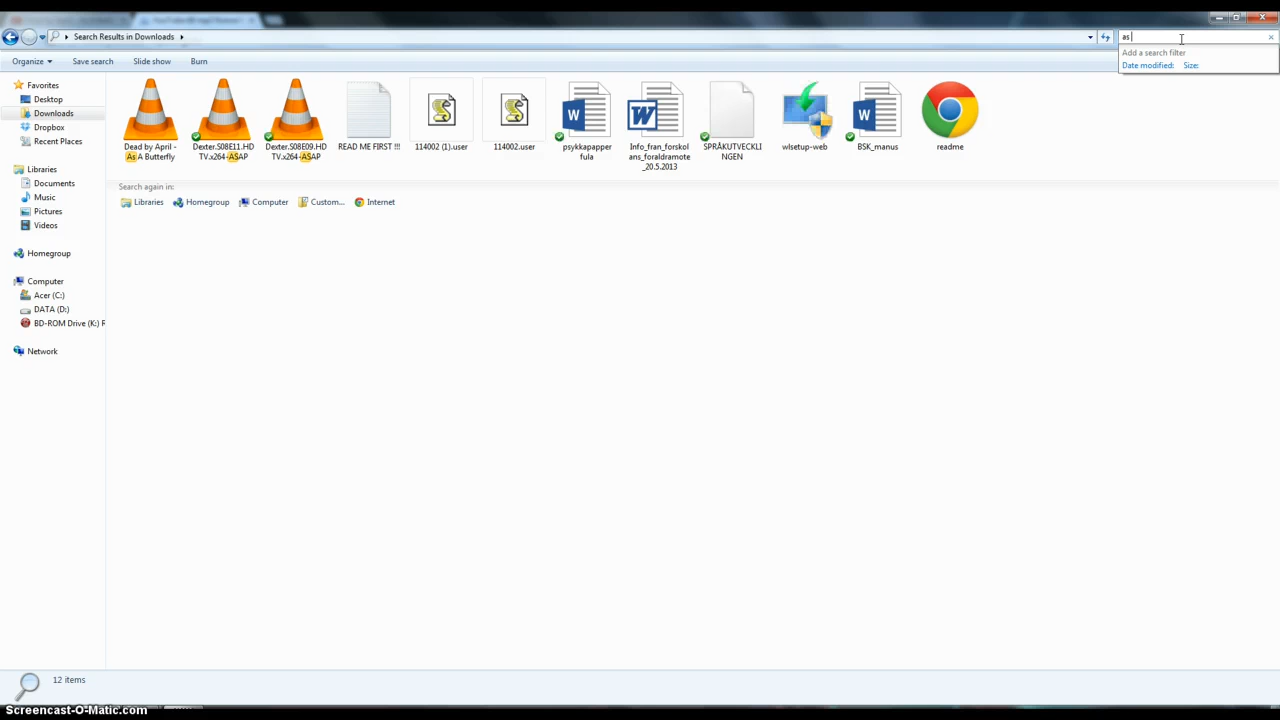 Search Results in Downloads
as
Add a search filter
Date modified: Size:
Organize Save search Slide show Burn
Favorites
Desktop
Downloads
Dropbox
Recent Places
Libraries
Documents
Music
Pictures
Videos
Homegroup
Computer
Acer (C:)
DATA (D:)
BD-ROM Drive (K:) R
Network
Dead by April -
As A Butterfly
Dexter.S08E11.HD
TV.x264-ASAP
Dexter.S08E09.HD
TV.x264-ASAP
READ ME FIRST !!!
114002 (1).user
114002.user
psykkapapper
fula
Info_fran_forskol
ans_foraldramote
_20.5.2013
SPRÅKUTVECKLI
NGEN
wlsetup-web
BSK_manus
readme
Search again in:
Libraries Homegroup Computer Custom... Internet
12 items
Screencast-O-Matic.com